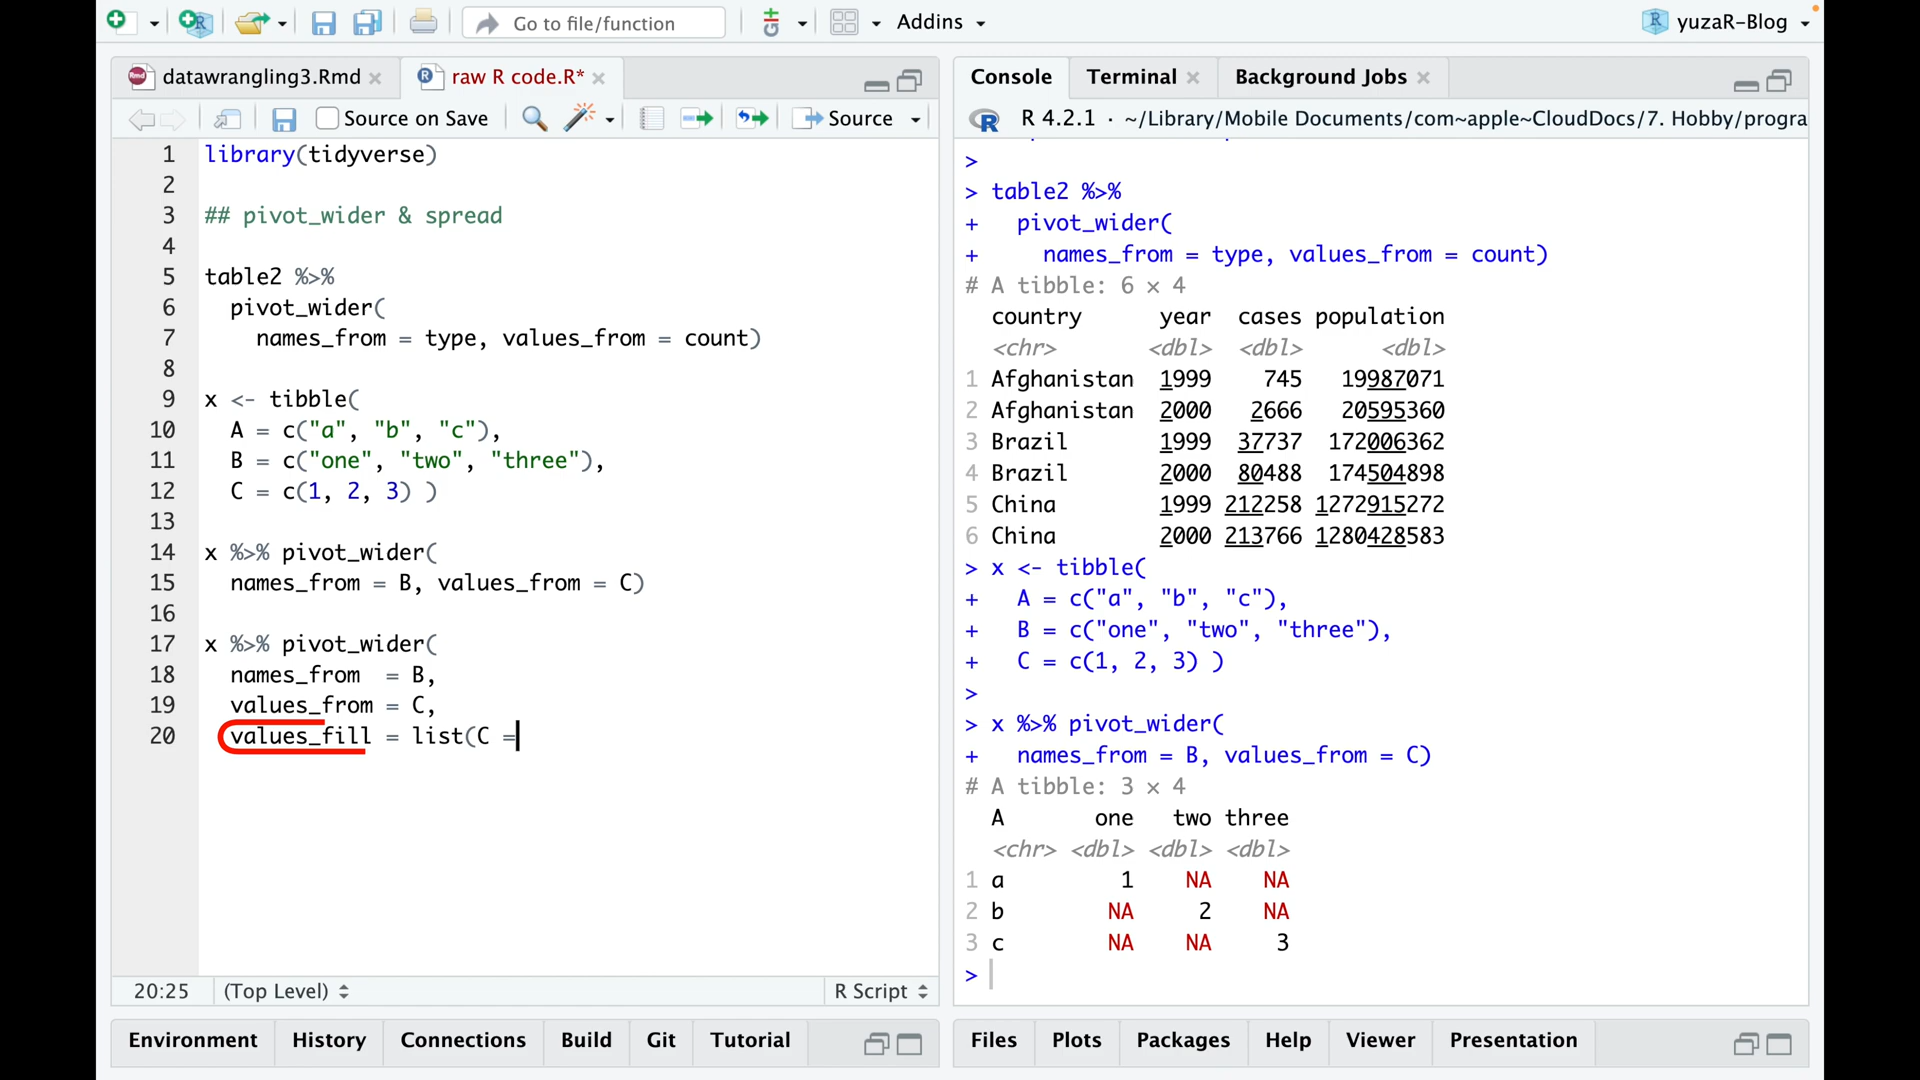 Go to file/function
Addins
yuzaR-Blog
datawrangling3.Rmd
raw R code.R*
Source on Save
Source
1 library(tidyverse)
2
3 ## pivot_wider & spread
4
5 table2 %>%
6 pivot_wider(
7 names_from = type, values_from = count)
8
9 x <- tibble(
10 A = c("a", "b", "c"),
11 B = c("one", "two", "three"),
12 C = c(1, 2, 3) )
13
14 x %>% pivot_wider(
15 names_from = B, values_from = C)
16
17 x %>% pivot_wider(
18 names_from  = B,
19 values_from = C,
20 values_fill = list(C =
20:25 (Top Level) R Script
Environment History Connections Build Git Tutorial
Console Terminal Background Jobs
R 4.2.1 · ~/Library/Mobile Documents/com~apple~CloudDocs/7. Hobby/progra
>
> table2 %>%
+ pivot_wider(
+ names_from = type, values_from = count)
# A tibble: 6 × 4
country year cases population
<chr> <dbl> <dbl> <dbl>
1 Afghanistan 1999 745 19987071
2 Afghanistan 2000 2666 20595360
3 Brazil 1999 37737 172006362
4 Brazil 2000 80488 174504898
5 China 1999 212258 1272915272
6 China 2000 213766 1280428583
> x <- tibble(
+ A = c("a", "b", "c"),
+ B = c("one", "two", "three"),
+ C = c(1, 2, 3) )
>
> x %>% pivot_wider(
+ names_from = B, values_from = C)
# A tibble: 3 × 4
A one two three
<chr> <dbl> <dbl> <dbl>
1 a 1 NA NA
2 b NA 2 NA
3 c NA NA 3
>
Files Plots Packages Help Viewer Presentation